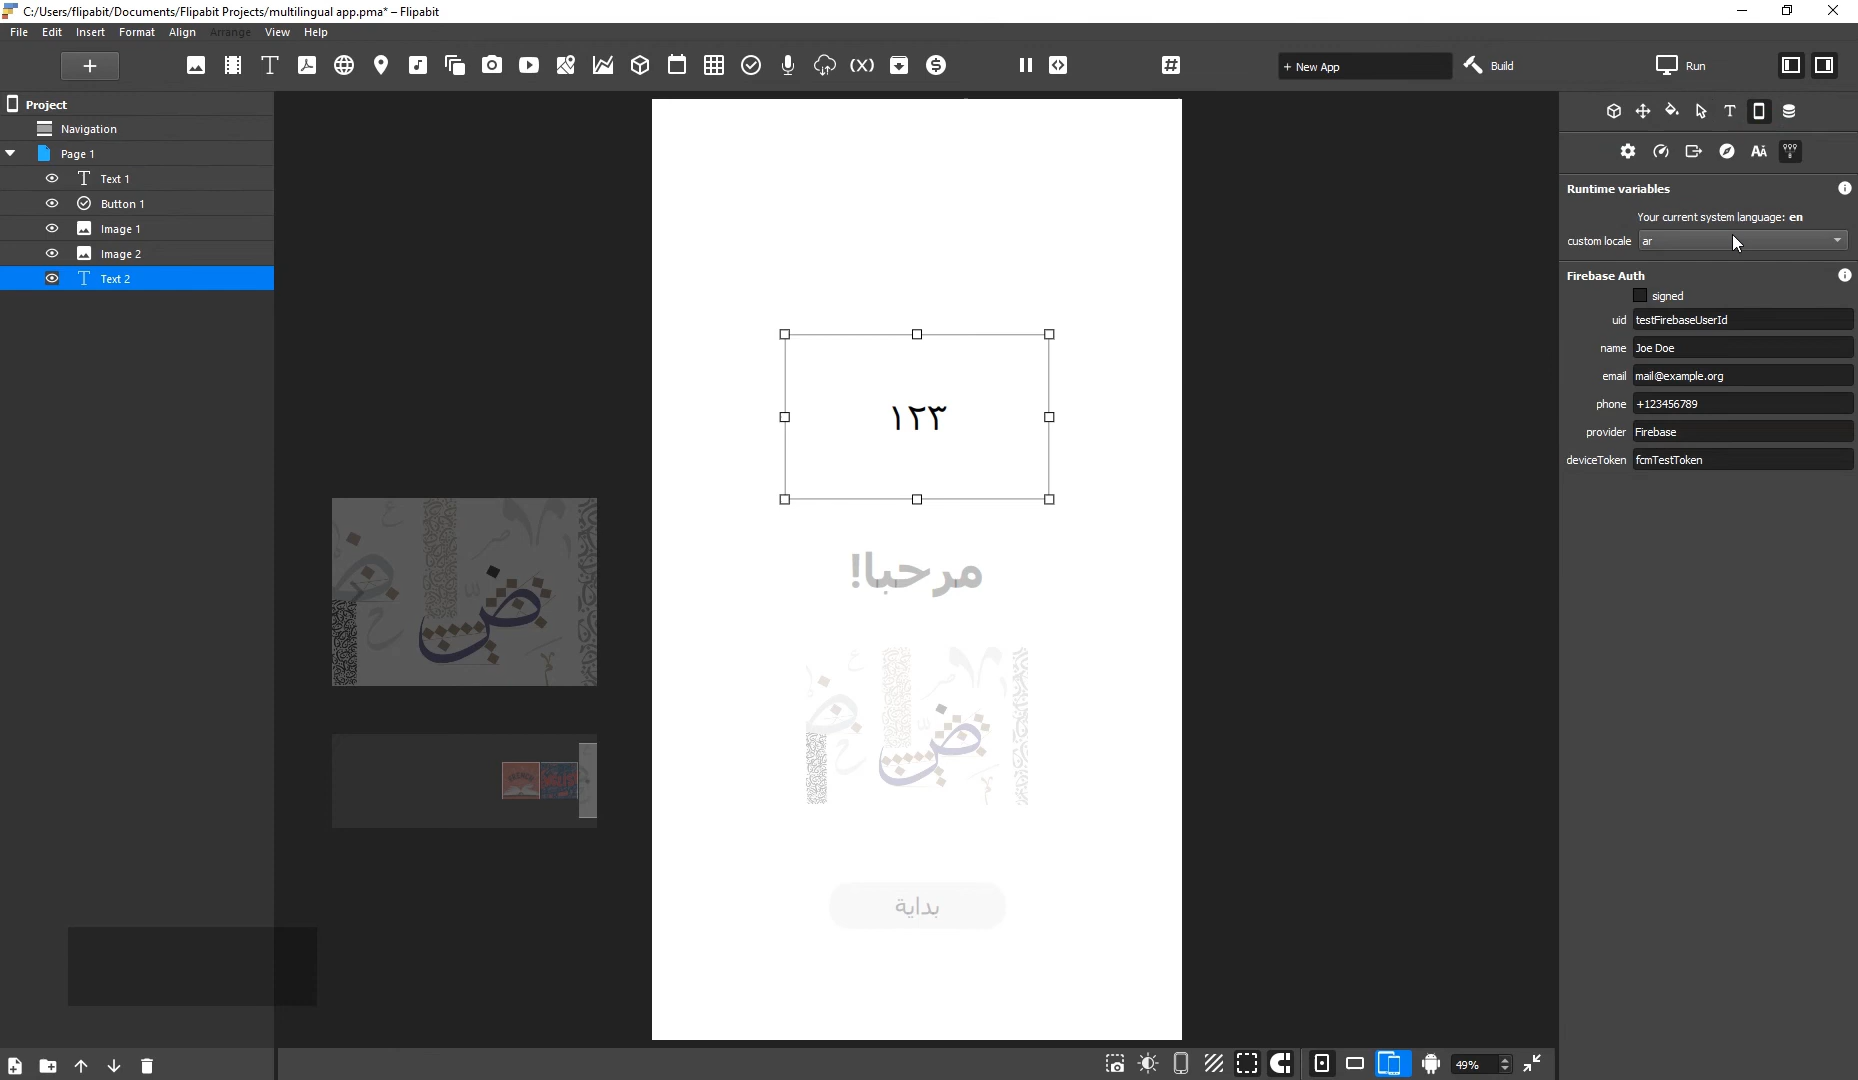 C:/Users/flipabit/Documents/Flipabit Projects/multilingual app.pma* – Flipabit
File Edit Insert Format Align Arrange View Help
+ New App
Build
Run
Project
Navigation
Page 1
Text 1
Button 1
Image 1
Image 2
Text 2
١٢٣
مرحبا!
بداية
Runtime variables
Your current system language: en
custom locale ar
Firebase Auth
signed
uid testFirebaseUserId
name Joe Doe
email mail@example.org
phone +123456789
provider Firebase
deviceToken fcmTestToken
49%